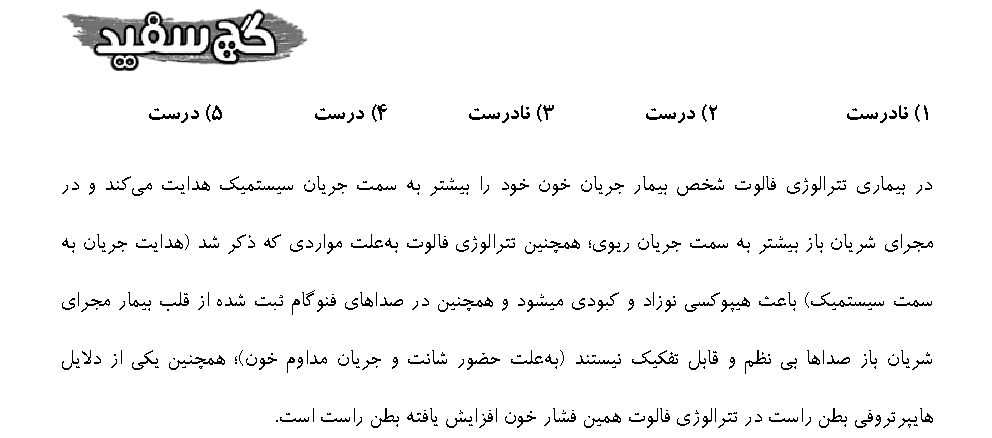 گچ سفید
۱) نادرست ۲) درست ۳) نادرست ۴) درست ۵) درست
در بیماری تترالوژی فالوت شخص بیمار جریان خون خود را بیشتر به سمت جریان سیستمیک هدایت می‌کند و در
مجرای شریان باز بیشتر به سمت جریان ریوی؛ همچنین تترالوژی فالوت به‌علت مواردی که ذکر شد (هدایت جریان به
سمت سیستمیک) باعث هیپوکسی نوزاد و کبودی میشود و همچنین در صداهای فنوگام ثبت شده از قلب بیمار مجرای
شریان باز صداها بی نظم و قابل تفکیک نیستند (به‌علت حضور شانت و جریان مداوم خون)؛ همچنین یکی از دلایل
هایپرتروفی بطن راست در تترالوژی فالوت همین فشار خون افزایش یافته بطن راست است.